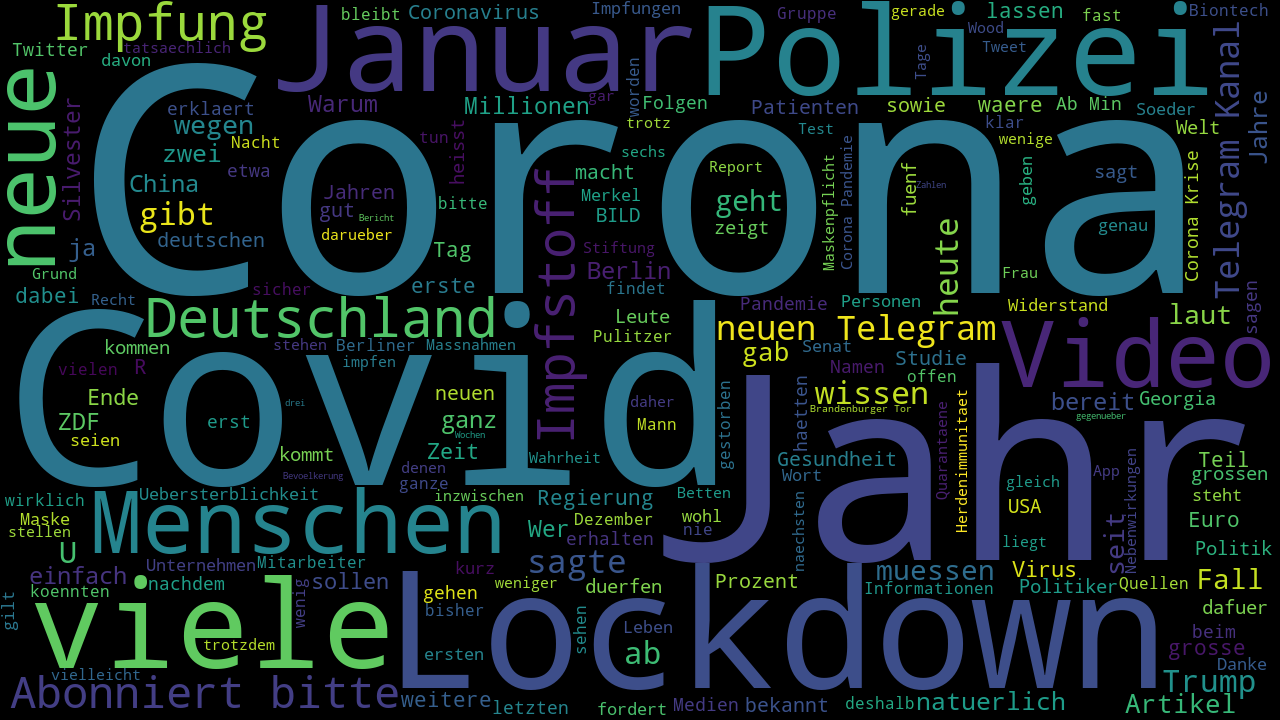 Impfung
Januar
Polizei
bleibt
Coronavirus
Impfungen
Gruppe
gerade
lassen
fast
Biontech
Twitter
tatsaechlich
davon
Wood
Tweet
Tage
Telegram Kanal
neue
Corona
erklaert
Warum
Millionen
gar
worden
Folgen
Patienten
sowie
waere
Ab Min
Soeder
Jahre
Silvester
wegen
Nacht
zwei
etwa
tun
heisst
trotz
sechs
Test
klar
wenige
Welt
China
gibt
deutschen
Jahren
gut
Bericht
darueber
bitte
macht
Merkel
BILD
Report
geht
zeigt
Maskenpflicht
Corona Pandemie
fuenf
Zahlen
geben
sagt
genau
Corona Krise
ja
Tag
Impfstoff
Stiftung
Berlin
heute
Grund
dabei
Recht
sicher
erste
findet
Frau
Pandemie
Personen
Widerstand
sagen
laut
Covid
Deutschland
Leute
Pulitzer
neuen Telegram
Video
kommen
stehen
Berliner
Massnahmen
gab
Senat
Studie
vielen
R
impfen
Namen
offen
Ende
neuen
daher
gestorben
haetten
wissen
Jahr
bereit
Georgia
ZDF
seien
erst
drei
ganz
Wochen
Mann
Brandenburger Tor
gegenueber
kommt
Zeit
Wahrheit
Gesundheit
Quarantaene
Herdenimmunitaet
Teil
Bevoelkerung
denen
ganze
Wort
App
Nebenwirkungen
grossen
gleich
wirklich
Uebersterblichkeit
inzwischen
Regierung
Betten
steht
Maske
stellen
Menschen
Wer
Dezember
erhalten
wohl
nie
naechsten
USA
Euro
U
liegt
seit
Politik
einfach
Unternehmen
Mitarbeiter
sagte
muessen
Virus
koennten
nachdem
wenig
sollen
kurz
weniger
duerfen
Prozent
Informationen
Politiker
Quellen
Fall
gilt
viele
gehen
bisher
Lockdown
dafuer
trotzdem
sehen
Leben
beim
ersten
ab
grosse
vielleicht
Danke
Abonniert bitte
weitere
letzten
fordert
Medien
bekannt
deshalb
natuerlich
Trump
Artikel